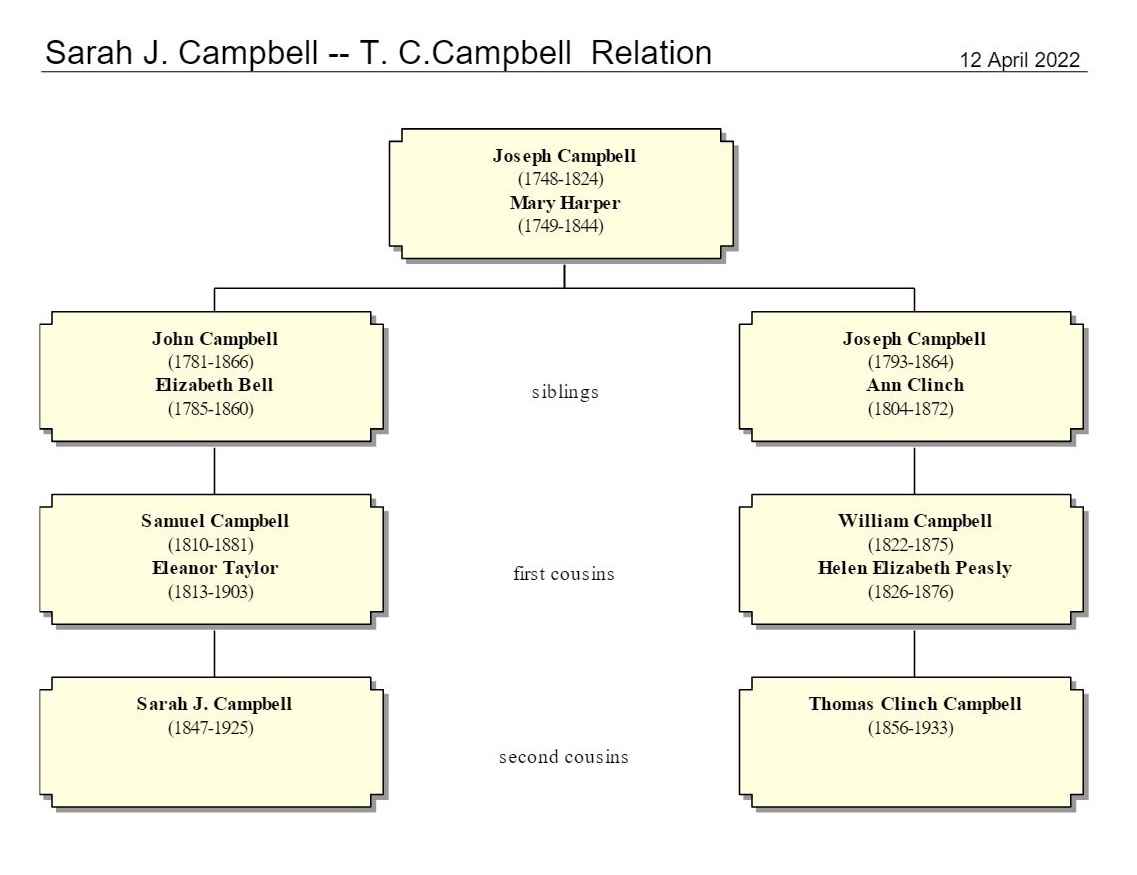 Sarah J. Campbell -- T. C.Campbell  Relation
12 April 2022
Joseph Campbell
(1748-1824)
Mary Harper
(1749-1844)
John Campbell
(1781-1866)
Elizabeth Bell
(1785-1860)
siblings
Joseph Campbell
(1793-1864)
Ann Clinch
(1804-1872)
Samuel Campbell
(1810-1881)
Eleanor Taylor
(1813-1903)
first cousins
William Campbell
(1822-1875)
Helen Elizabeth Peasly
(1826-1876)
Sarah J. Campbell
(1847-1925)
second cousins
Thomas Clinch Campbell
(1856-1933)